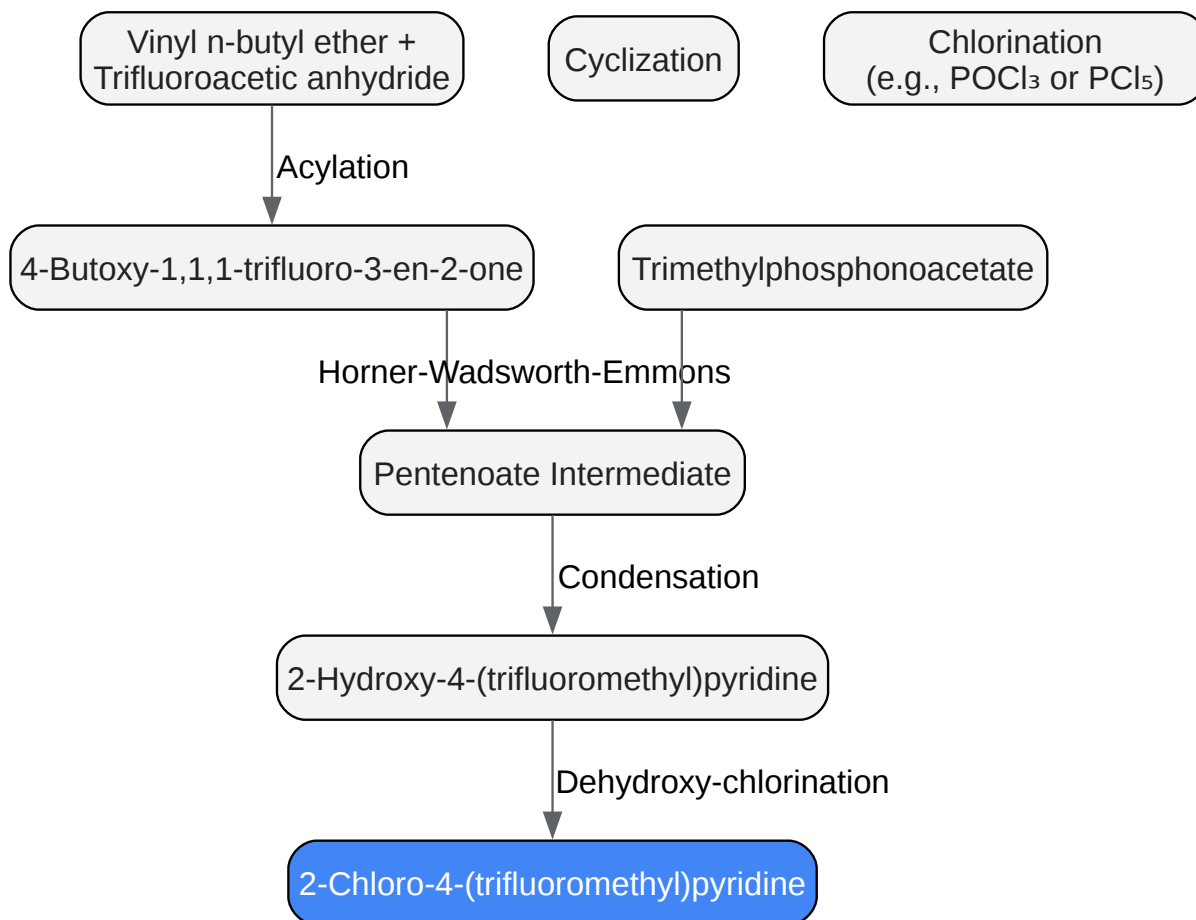 Vinyl n-butyl ether +
Trifluoroacetic anhydride
Cyclization
Chlorination
(e.g., POCl₃ or PCl₅)
Acylation
4-Butoxy-1,1,1-trifluoro-3-en-2-one
Trimethylphosphonoacetate
Horner-Wadsworth-Emmons
Pentenoate Intermediate
Condensation
2-Hydroxy-4-(trifluoromethyl)pyridine
Dehydroxy-chlorination
2-Chloro-4-(trifluoromethyl)pyridine